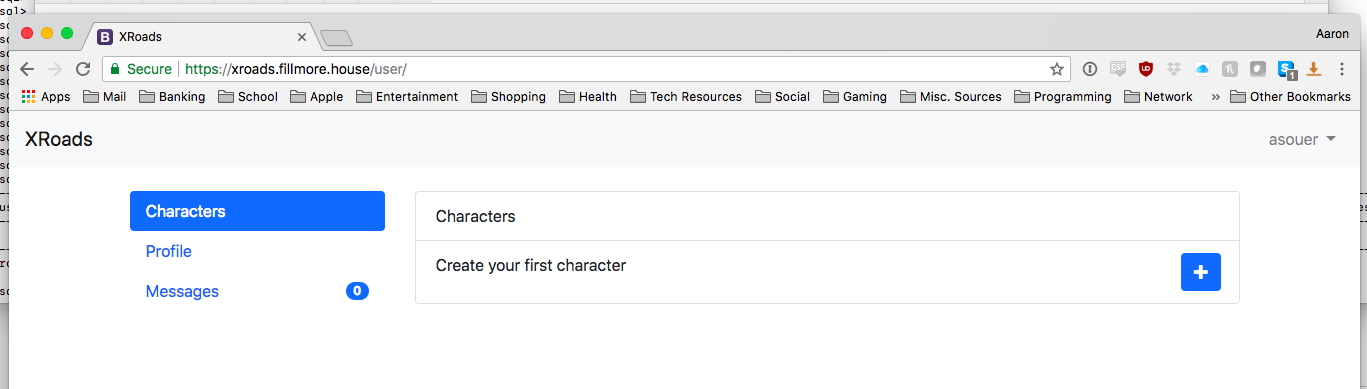 sql>
XRoads
Aaron
Secure https://xroads.fillmore.house/user/
Apps Mail Banking School Apple Entertainment Shopping Health Tech Resources Social Gaming Misc. Sources Programming Network » Other Bookmarks
XRoads
asouer
Characters
Profile
Messages 0
Characters
Create your first character